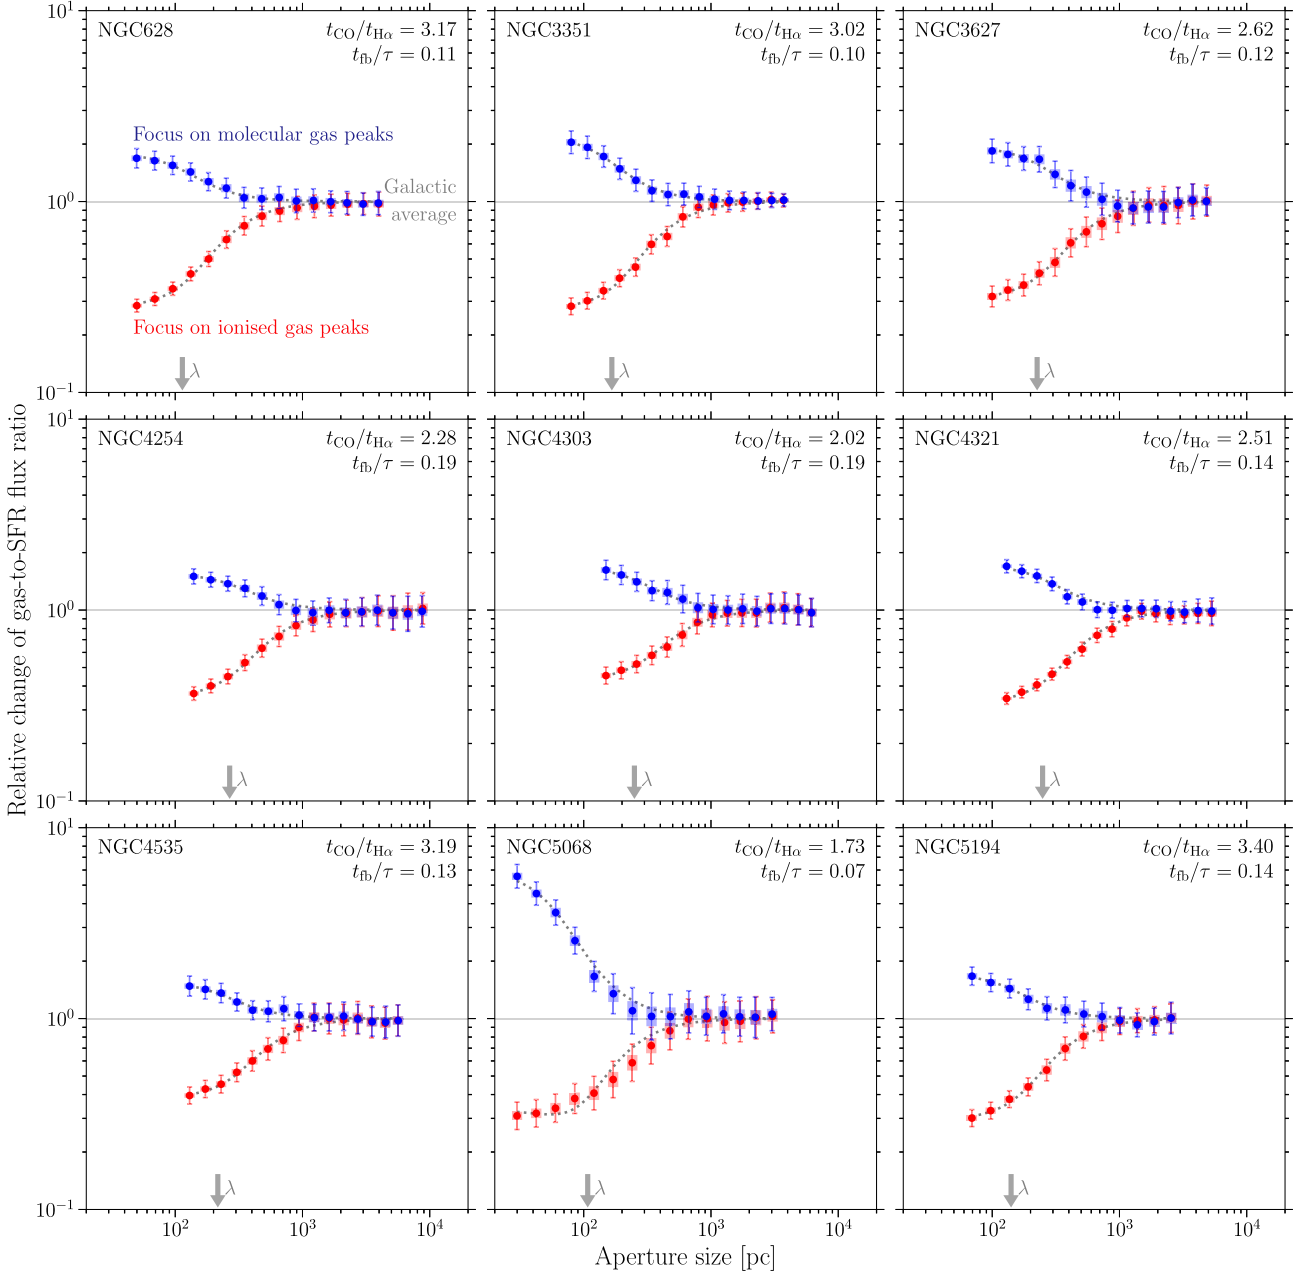 NGC628
t_CO/t_Hα = 3.17
t_fb/τ = 0.11
Focus on molecular gas peaks
Galactic
average
Focus on ionised gas peaks
λ
10^1
10^0
10^-1
NGC3351
t_CO/t_Hα = 3.02
t_fb/τ = 0.10
λ
NGC3627
t_CO/t_Hα = 2.62
t_fb/τ = 0.12
λ
Relative change of gas-to-SFR flux ratio
NGC4254
t_CO/t_Hα = 2.28
t_fb/τ = 0.19
λ
10^1
10^0
10^-1
NGC4303
t_CO/t_Hα = 2.02
t_fb/τ = 0.19
λ
NGC4321
t_CO/t_Hα = 2.51
t_fb/τ = 0.14
λ
NGC4535
t_CO/t_Hα = 3.19
t_fb/τ = 0.13
λ
10^1
10^0
10^-1
10^2 10^3 10^4
NGC5068
t_CO/t_Hα = 1.73
t_fb/τ = 0.07
λ
10^2 10^3 10^4
NGC5194
t_CO/t_Hα = 3.40
t_fb/τ = 0.14
λ
10^2 10^3 10^4
Aperture size [pc]